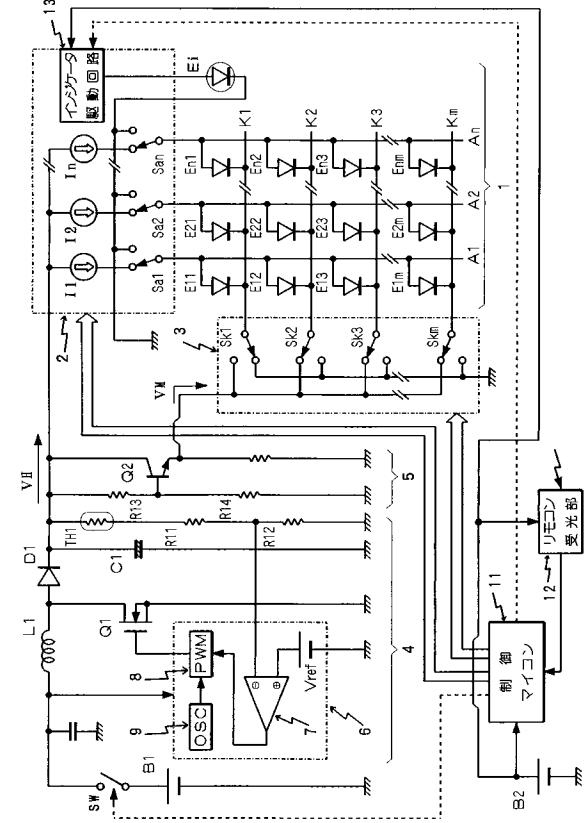 13
インジケータ
駆動回路
Ei
In
I2
I1
San
Sa2
Sa1
2
En1
En2
En3
Enm
E21
E22
E23
E2m
E11
E12
E13
E1m
K1
K2
K3
Km
An
A2
A1
1
3
Sk1
Sk2
Sk3
Skm
VM
VH
Q2
R13
R14
5
TH1
R11
R12
D1
C1
L1
Q1
8
PWM
9
OSC
7
Vref
6
4
SW
B1
リモコン
受光部
12
11
制御
マイコン
B2